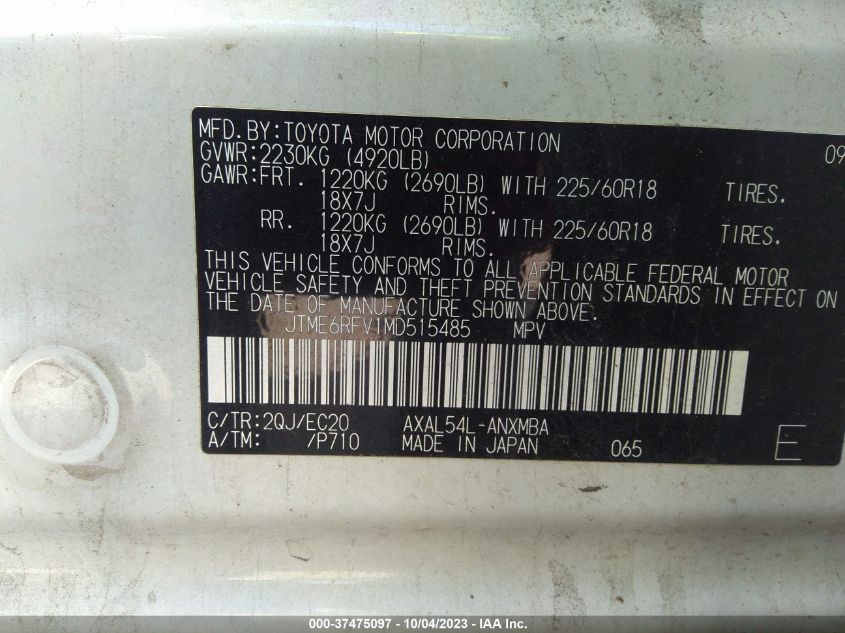 MFD.BY:TOYOTA MOTOR CORPORATION 09
GVWR:2230KG (4920LB)
GAWR:FRT. 1220KG (2690LB) WITH 225/60R18 TIRES.
18X7J RIMS.
RR. 1220KG (2690LB) WITH 225/60R18 TIRES.
18X7J RIMS.
THIS VEHICLE CONFORMS TO ALL APPLICABLE FEDERAL MOTOR
VEHICLE SAFETY AND THEFT PREVENTION STANDARDS IN EFFECT ON
THE DATE OF MANUFACTURE SHOWN ABOVE.
JTME6RFV1MD515485 MPV
C/TR:2QJ/EC20 AXAL54L-ANXMBA
A/TM: /P710 MADE IN JAPAN 065 E
000-37475097 - 10/04/2023 - IAA Inc.